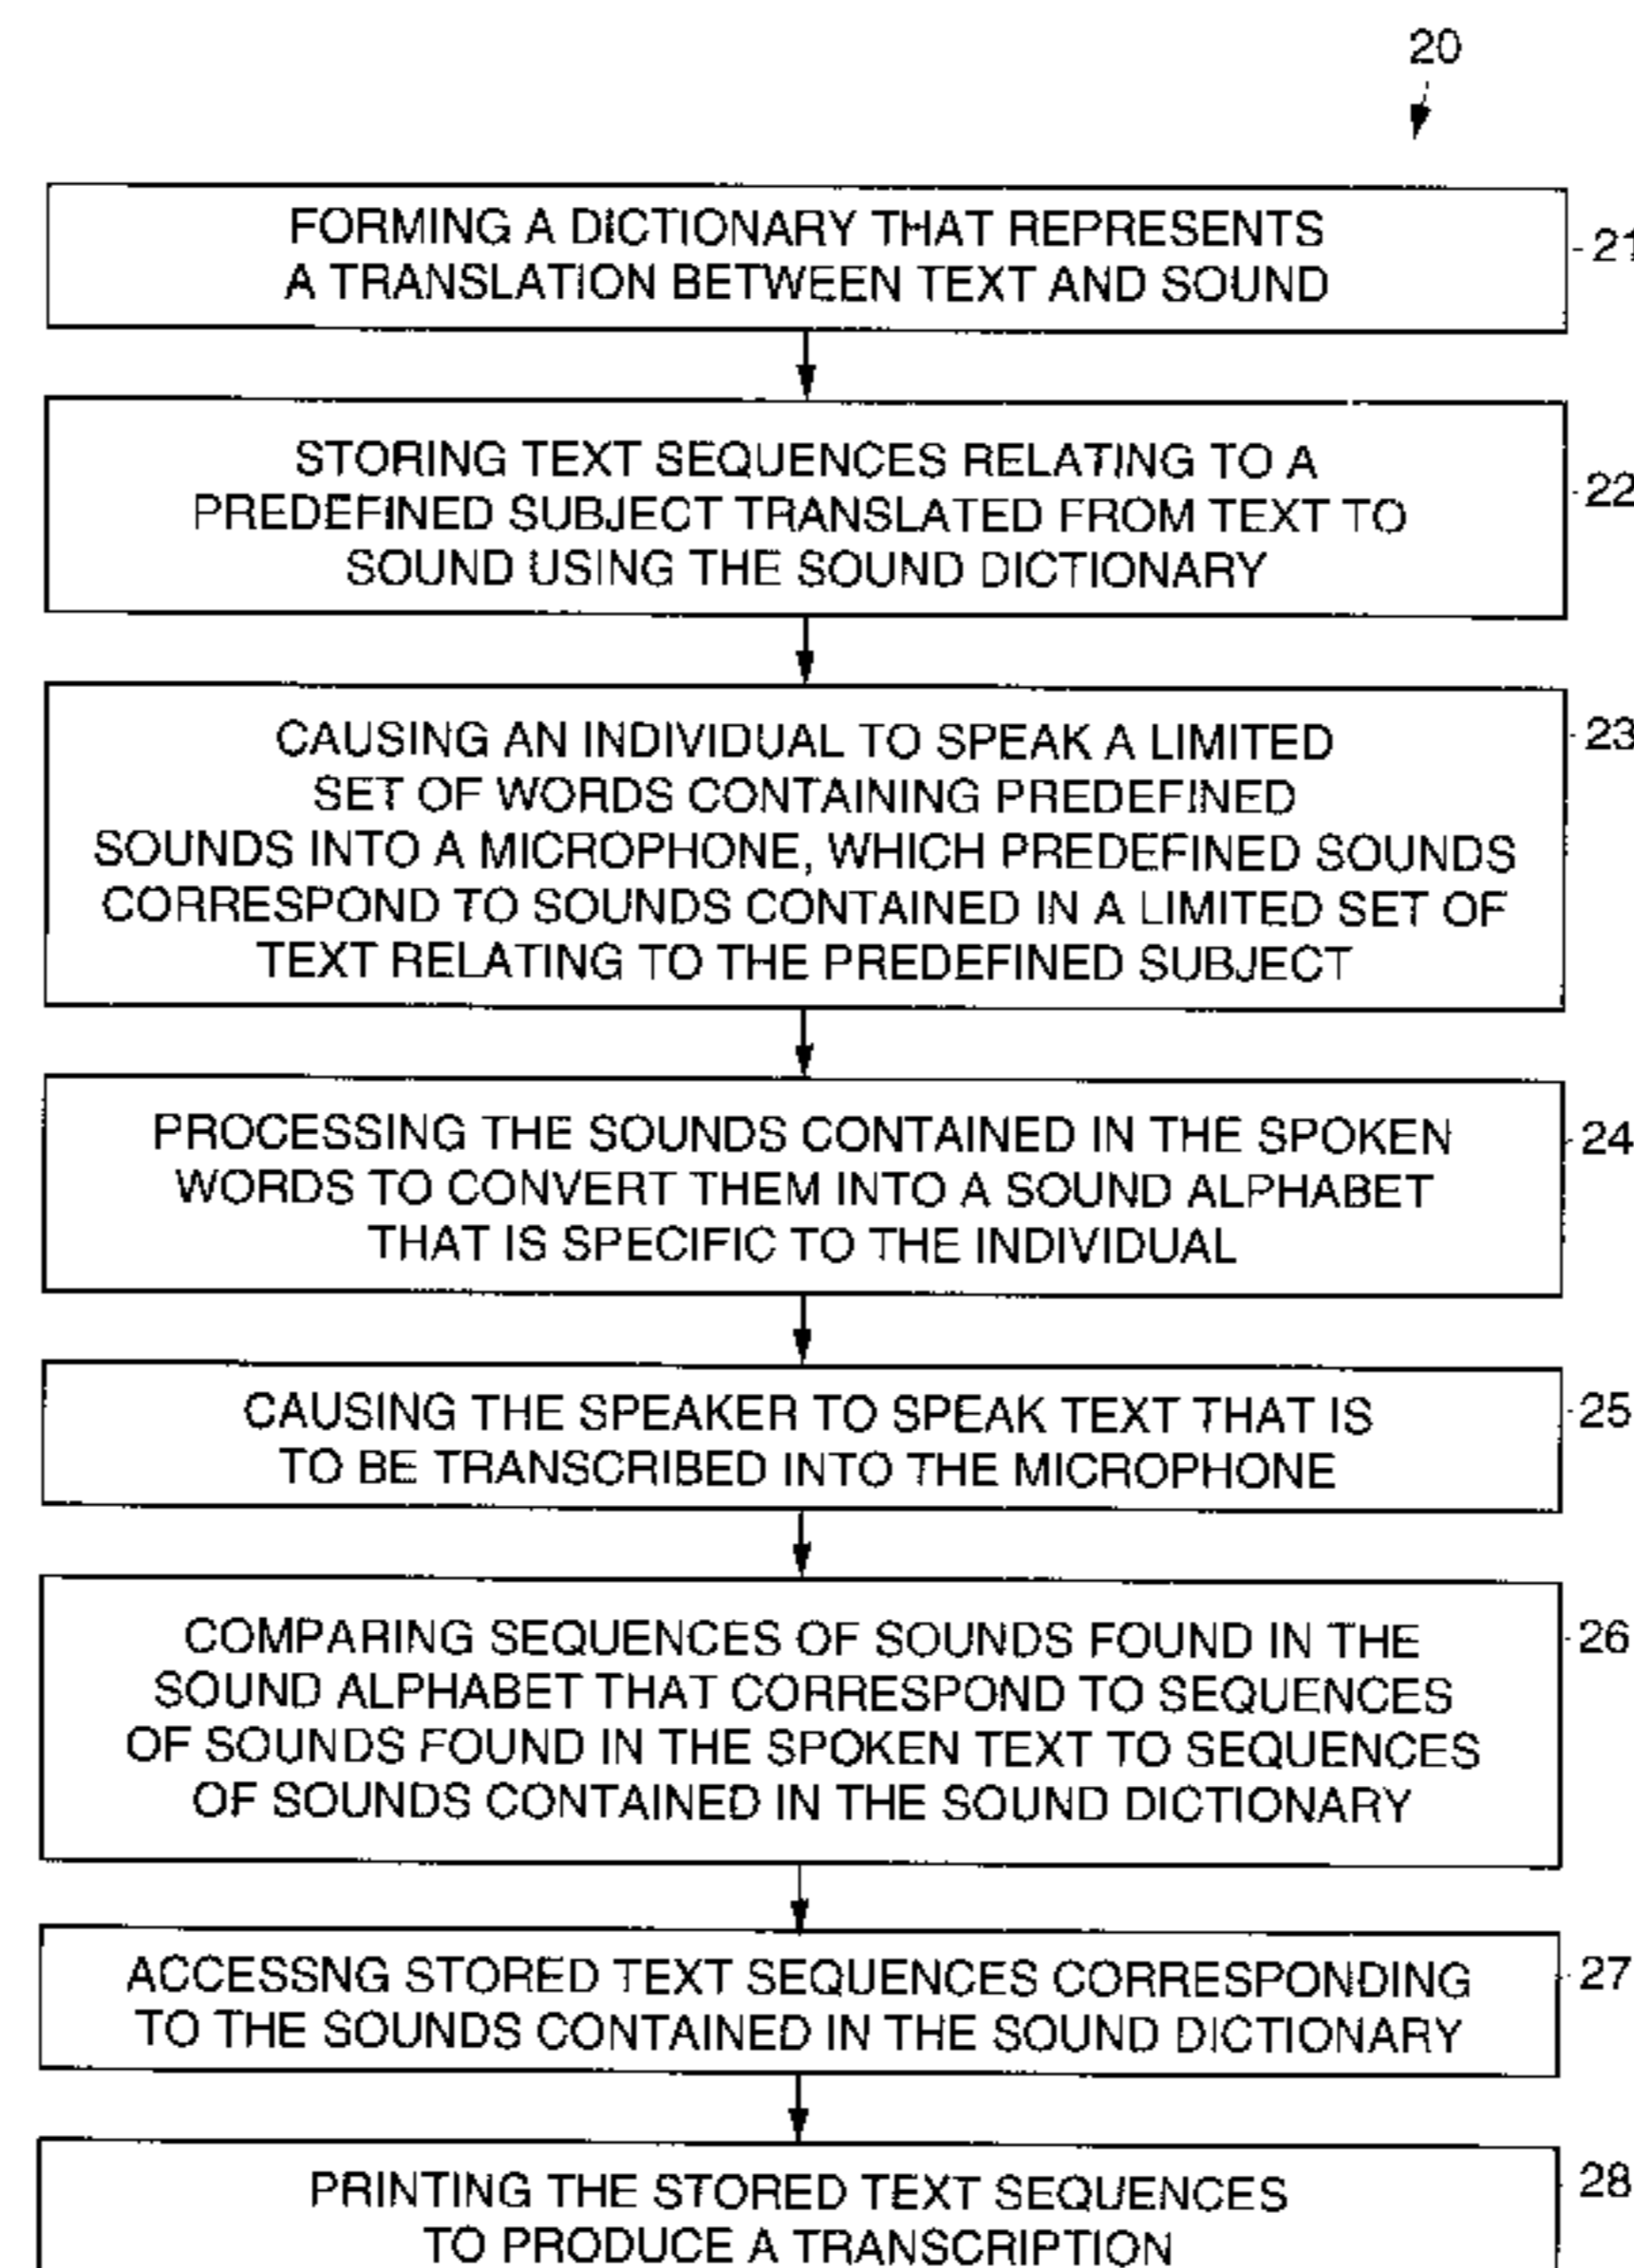 20
FORMING A DICTIONARY THAT REPRESENTS
A TRANSLATION BETWEEN TEXT AND SOUND
21
STORING TEXT SEQUENCES RELATING TO A
PREDEFINED SUBJECT TRANSLATED FROM TEXT TO
SOUND USING THE SOUND DICTIONARY
22
CAUSING AN INDIVIDUAL TO SPEAK A LIMITED
SET OF WORDS CONTAINING PREDEFINED
SOUNDS INTO A MICROPHONE, WHICH PREDEFINED SOUNDS
CORRESPOND TO SOUNDS CONTAINED IN A LIMITED SET OF
TEXT RELATING TO THE PREDEFINED SUBJECT
23
PROCESSING THE SOUNDS CONTAINED IN THE SPOKEN
WORDS TO CONVERT THEM INTO A SOUND ALPHABET
THAT IS SPECIFIC TO THE INDIVIDUAL
24
CAUSING THE SPEAKER TO SPEAK TEXT THAT IS
TO BE TRANSCRIBED INTO THE MICROPHONE
25
COMPARING SEQUENCES OF SOUNDS FOUND IN THE
SOUND ALPHABET THAT CORRESPOND TO SEQUENCES
OF SOUNDS FOUND IN THE SPOKEN TEXT TO SEQUENCES
OF SOUNDS CONTAINED IN THE SOUND DICTIONARY
26
ACCESSNG STORED TEXT SEQUENCES CORRESPONDING
TO THE SOUNDS CONTAINED IN THE SOUND DICTIONARY
27
PRINTING THE STORED TEXT SEQUENCES
TO PRODUCE A TRANSCRIPTION
28